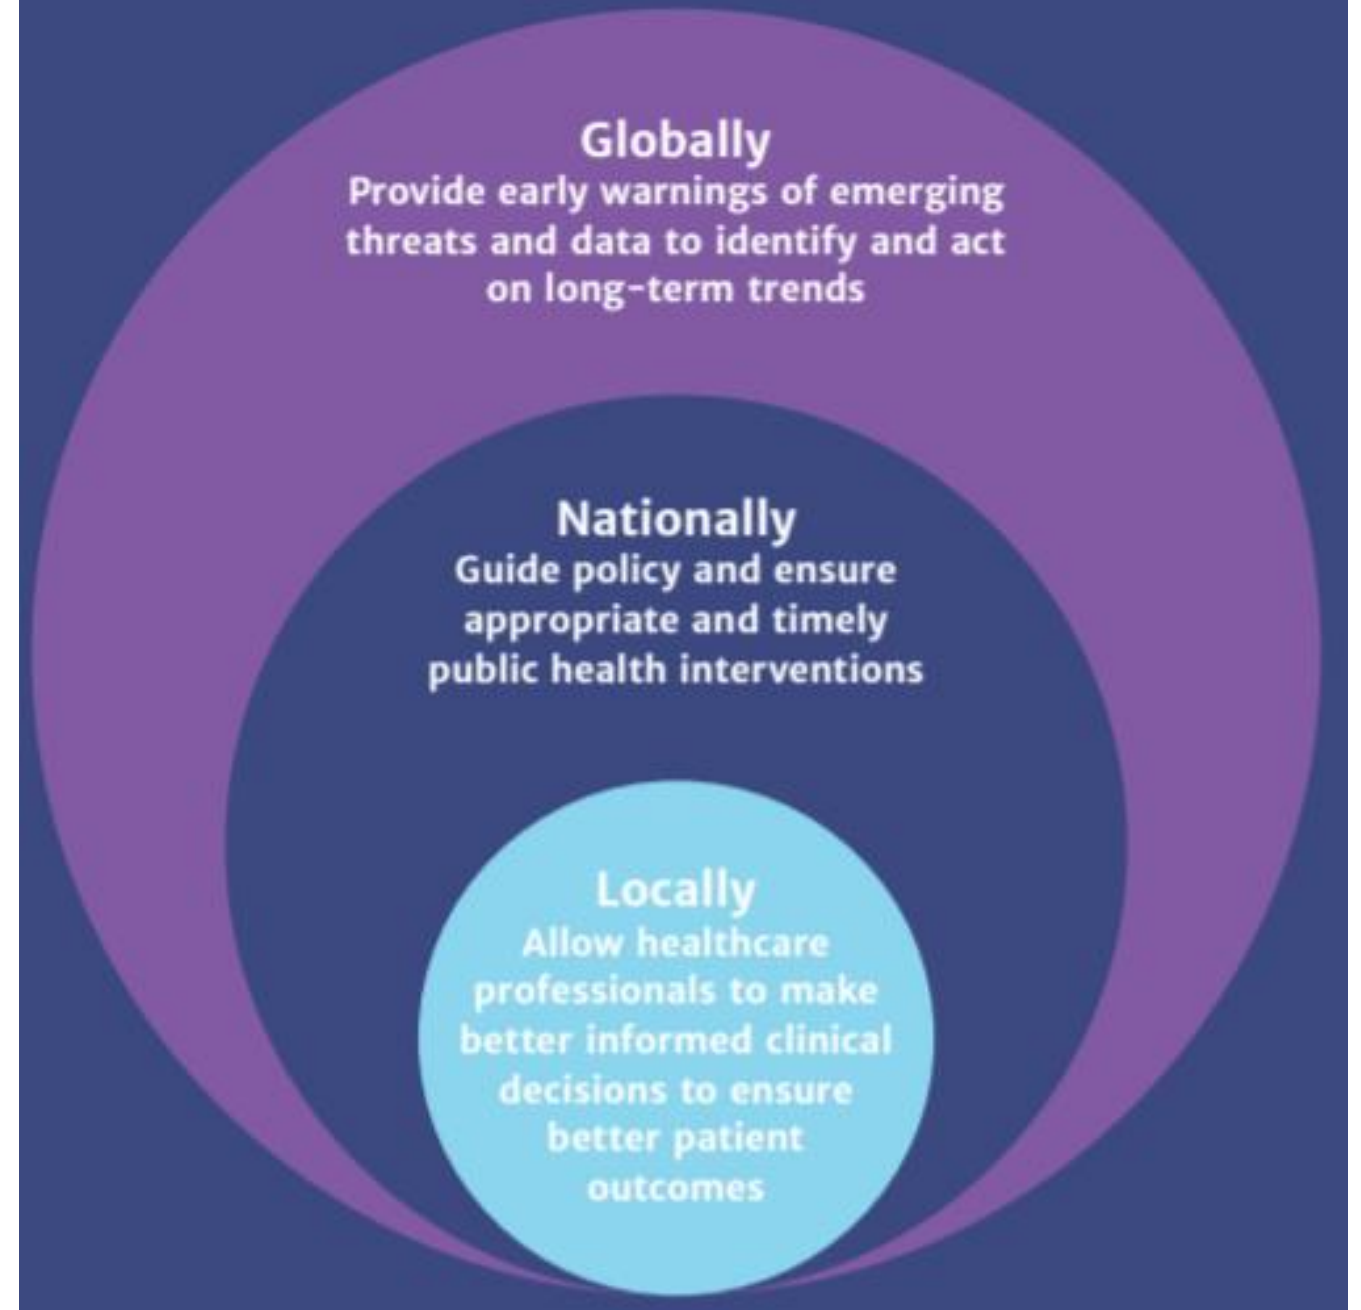 Globally
Provide early warnings of emerging
threats and data to identify and act
on long-term trends
Nationally
Guide policy and ensure
appropriate and timely
public health interventions
Locally
Allow healthcare
professionals to make
better informed clinical
decisions to ensure
better patient
outcomes